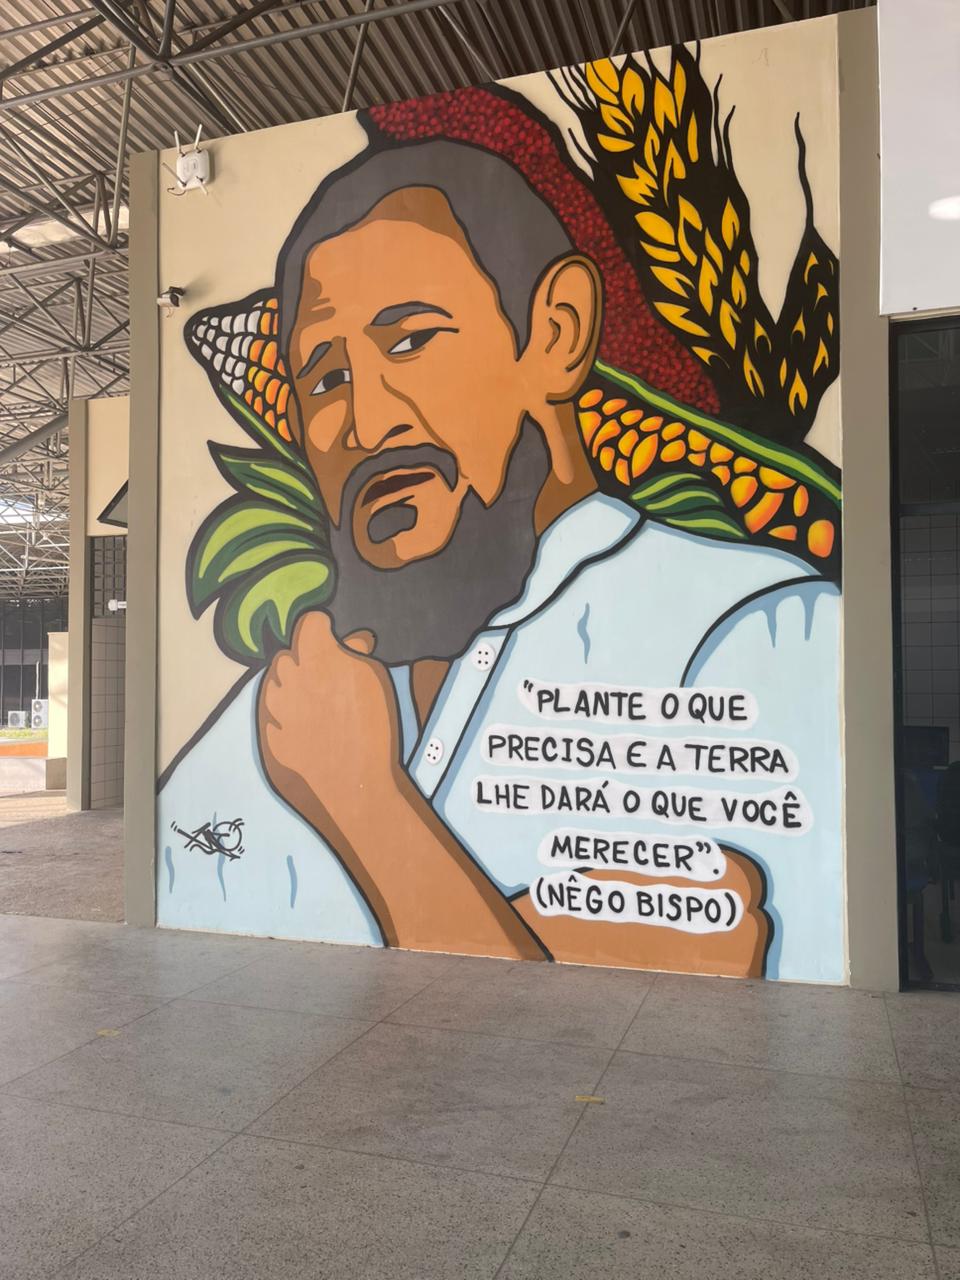 "PLANTE O QUE
PRECISA E A TERRA
LHE DARÁ O QUE VOCÊ
MERECER".
(NÊGO BISPO)